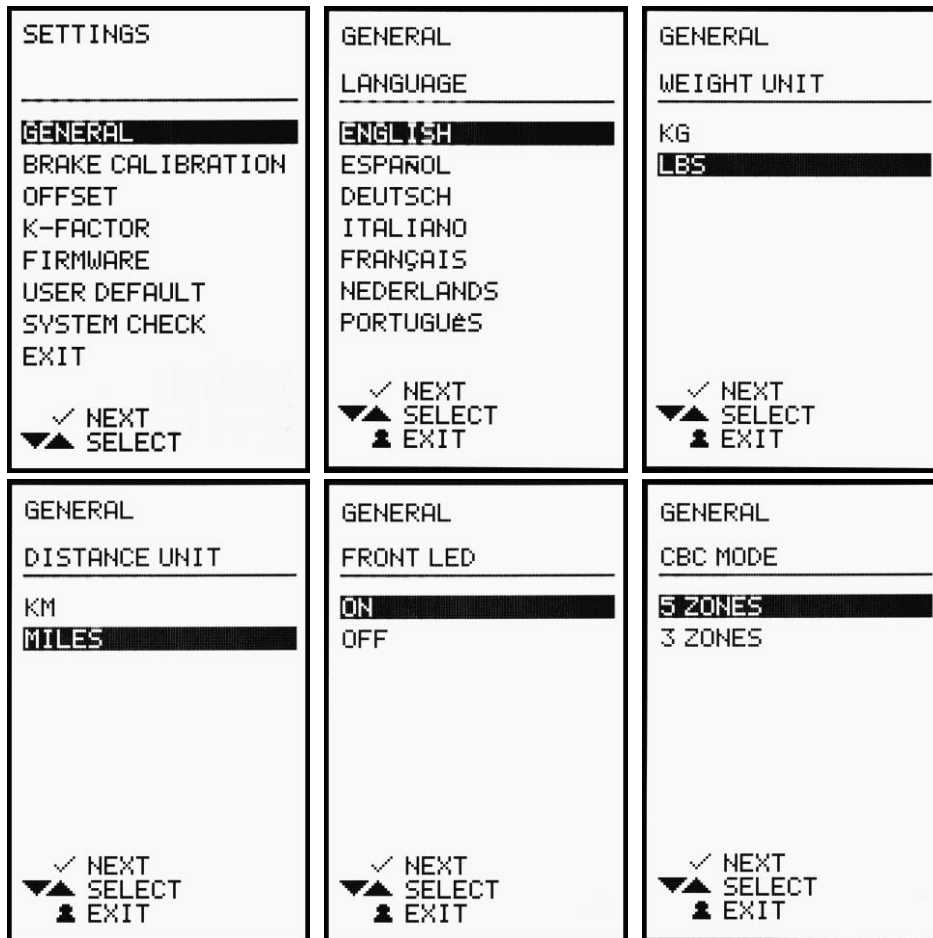 SETTINGS
GENERAL
BRAKE CALIBRATION
OFFSET
K-FACTOR
FIRMWARE
USER DEFAULT
SYSTEM CHECK
EXIT
✓ NEXT
▼▲ SELECT
GENERAL
LANGUAGE
ENGLISH
ESPAÑOL
DEUTSCH
ITALIANO
FRANÇAIS
NEDERLANDS
PORTUGUêS
✓ NEXT
▼▲ SELECT
EXIT
GENERAL
WEIGHT UNIT
KG
LBS
✓ NEXT
▼▲ SELECT
EXIT
GENERAL
DISTANCE UNIT
KM
MILES
✓ NEXT
▼▲ SELECT
EXIT
GENERAL
FRONT LED
ON
OFF
✓ NEXT
▼▲ SELECT
EXIT
GENERAL
CBC MODE
5 ZONES
3 ZONES
✓ NEXT
▼▲ SELECT
EXIT